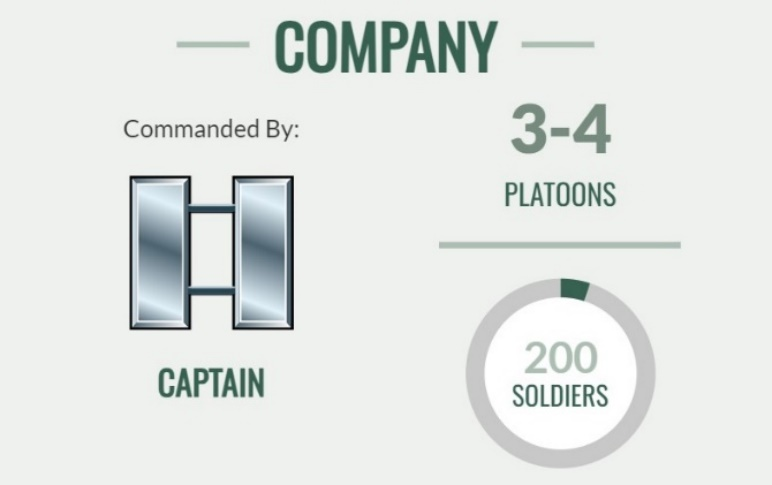 COMPANY
Commanded By:
CAPTAIN
3-4
PLATOONS
200
SOLDIERS